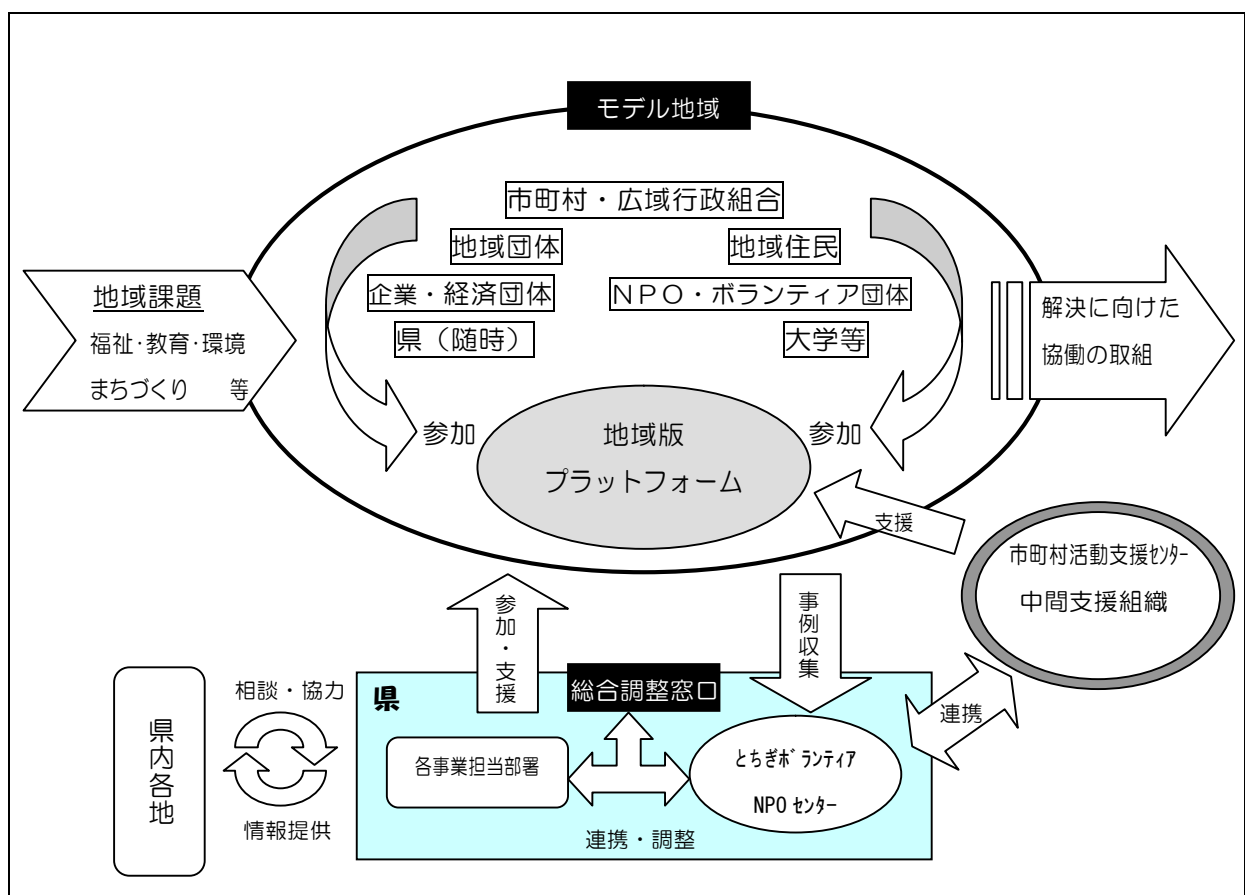 モデル地域
市町村・広域行政組合
地域団体
地域住民
企業・経済団体
NPO・ボランティア団体
県（随時）
大学等
地域課題
福祉・教育・環境
まちづくり　等
解決に向けた
協働の取組
参加
参加
地域版
プラットフォーム
支援
市町村活動支援ｾﾝﾀｰ
中間支援組織
参加・支援
事例収集
連携
県内各地
相談・協力
情報提供
県
総合調整窓口
各事業担当部署
とちぎﾎﾞﾗﾝﾃｨｱ
NPOｾﾝﾀｰ
連携・調整